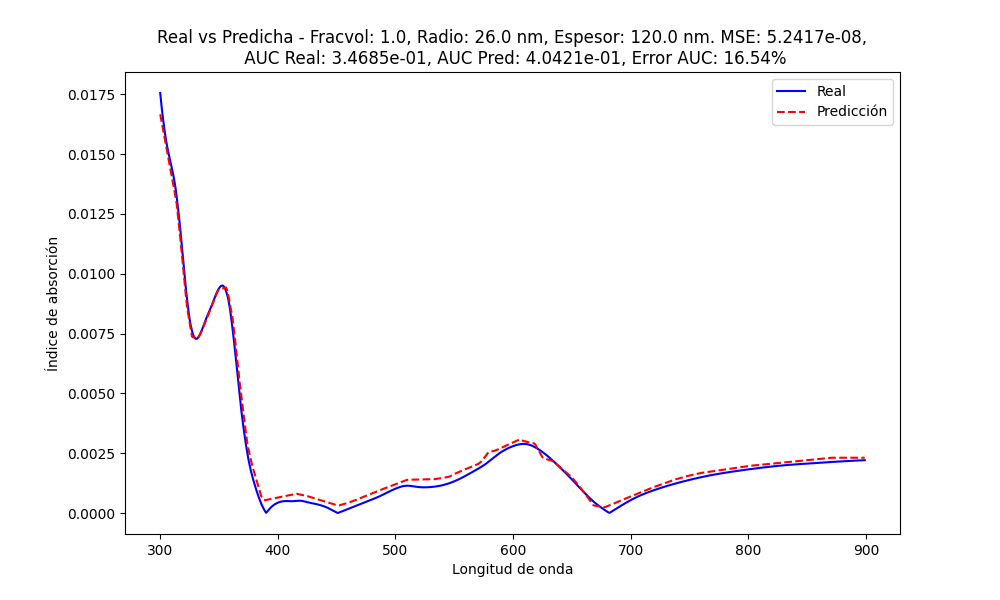 Real vs Predicha - Fracvol: 1.0, Radio: 26.0 nm, Espesor: 120.0 nm. MSE: 5.2417e-08,
AUC Real: 3.4685e-01, AUC Pred: 4.0421e-01, Error AUC: 16.54%
Real
Predicción
Índice de absorción
0.0175
0.0150
0.0125
0.0100
0.0075
0.0050
0.0025
0.0000
300 400 500 600 700 800 900
Longitud de onda